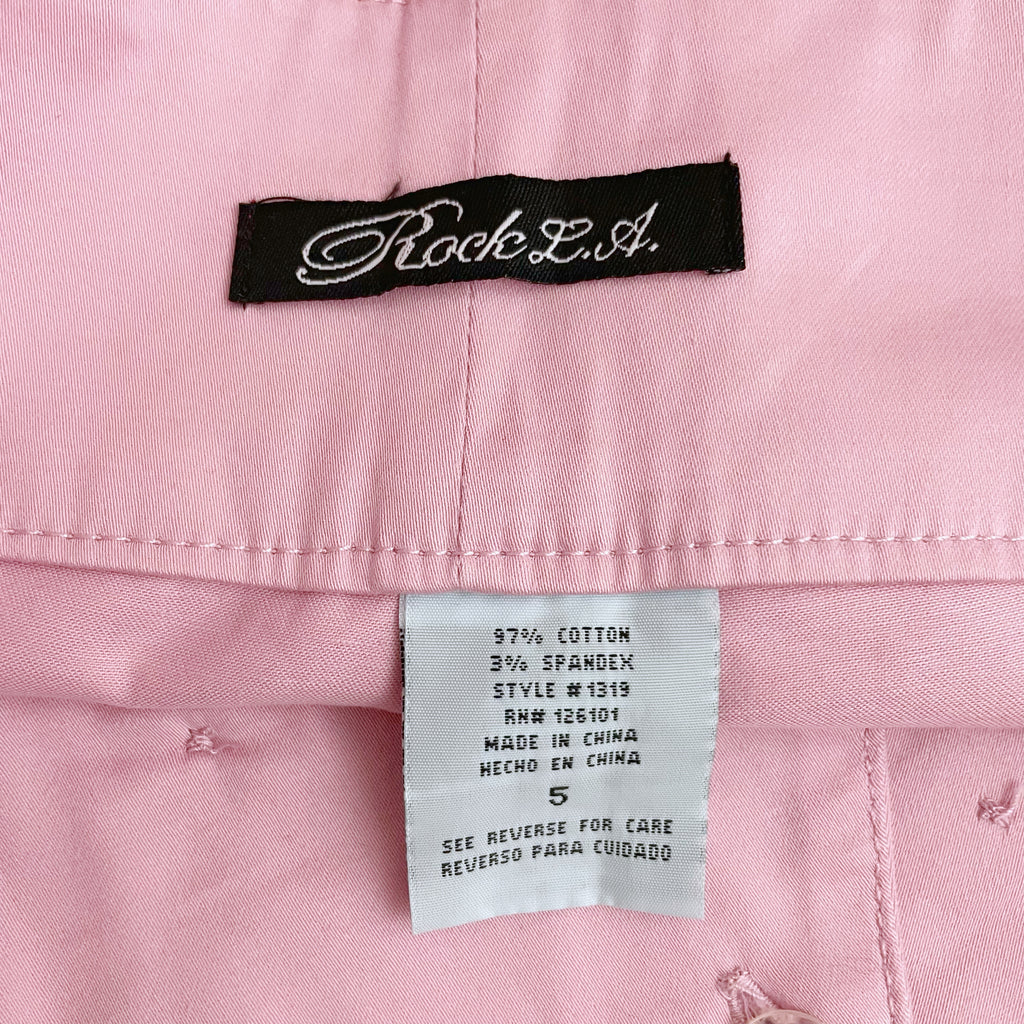 Rock L.A.
97% COTTON
3% SPANDEX
STYLE #1319
RN# 126101
MADE IN CHINA
HECHO EN CHINA
5
SEE REVERSE FOR CARE
REVERSO PARA CUIDADO